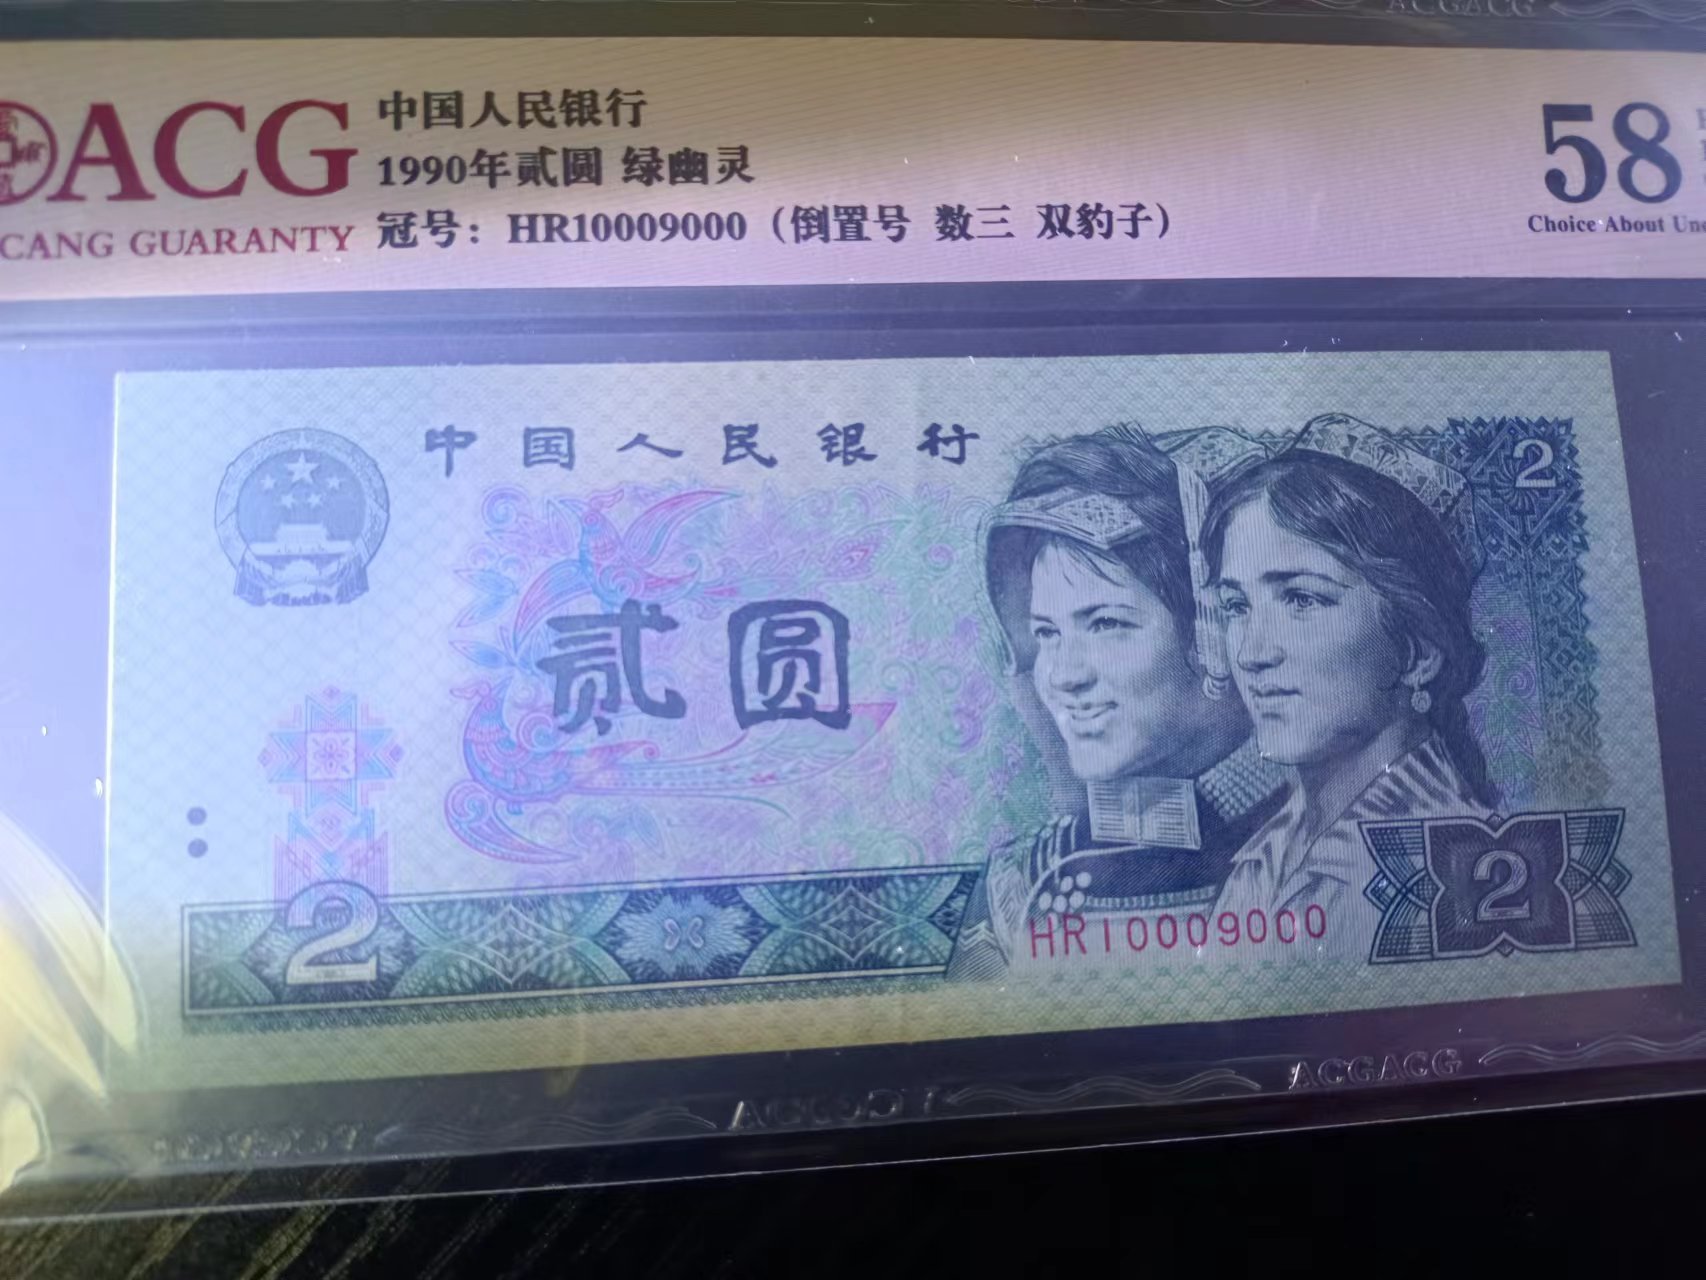 ACGACG
ACG
CANG GUARANTY
中国人民银行
1990年贰圆 绿幽灵
冠号：HR10009000（倒置号 数三 双豹子）
58
Choice About Un
中国人民银行
2
贰圆
2
2
HR10009000
ACGACG